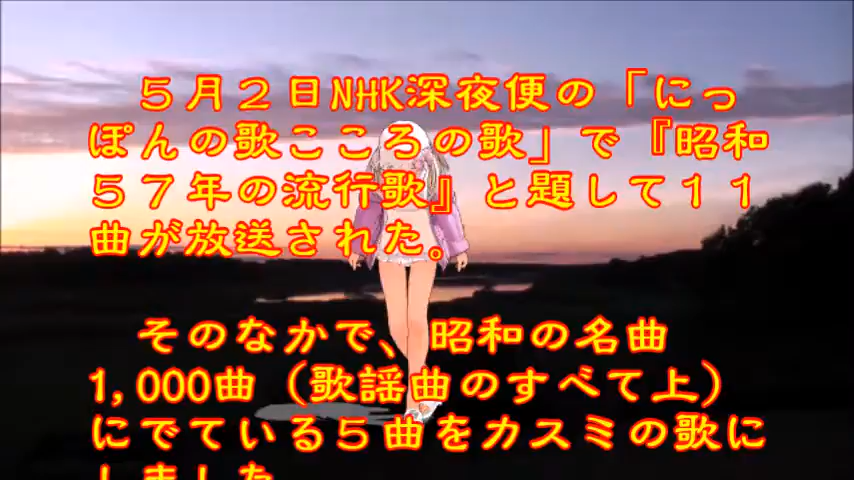 ５月２日NHK深夜便の「にっ
ぽんの歌こころの歌」で『昭和
５７年の流行歌』と題して１１
曲が放送された。
そのなかで、昭和の名曲
1,000曲（歌謡曲のすべて上）
にでている５曲をカスミの歌に
しました